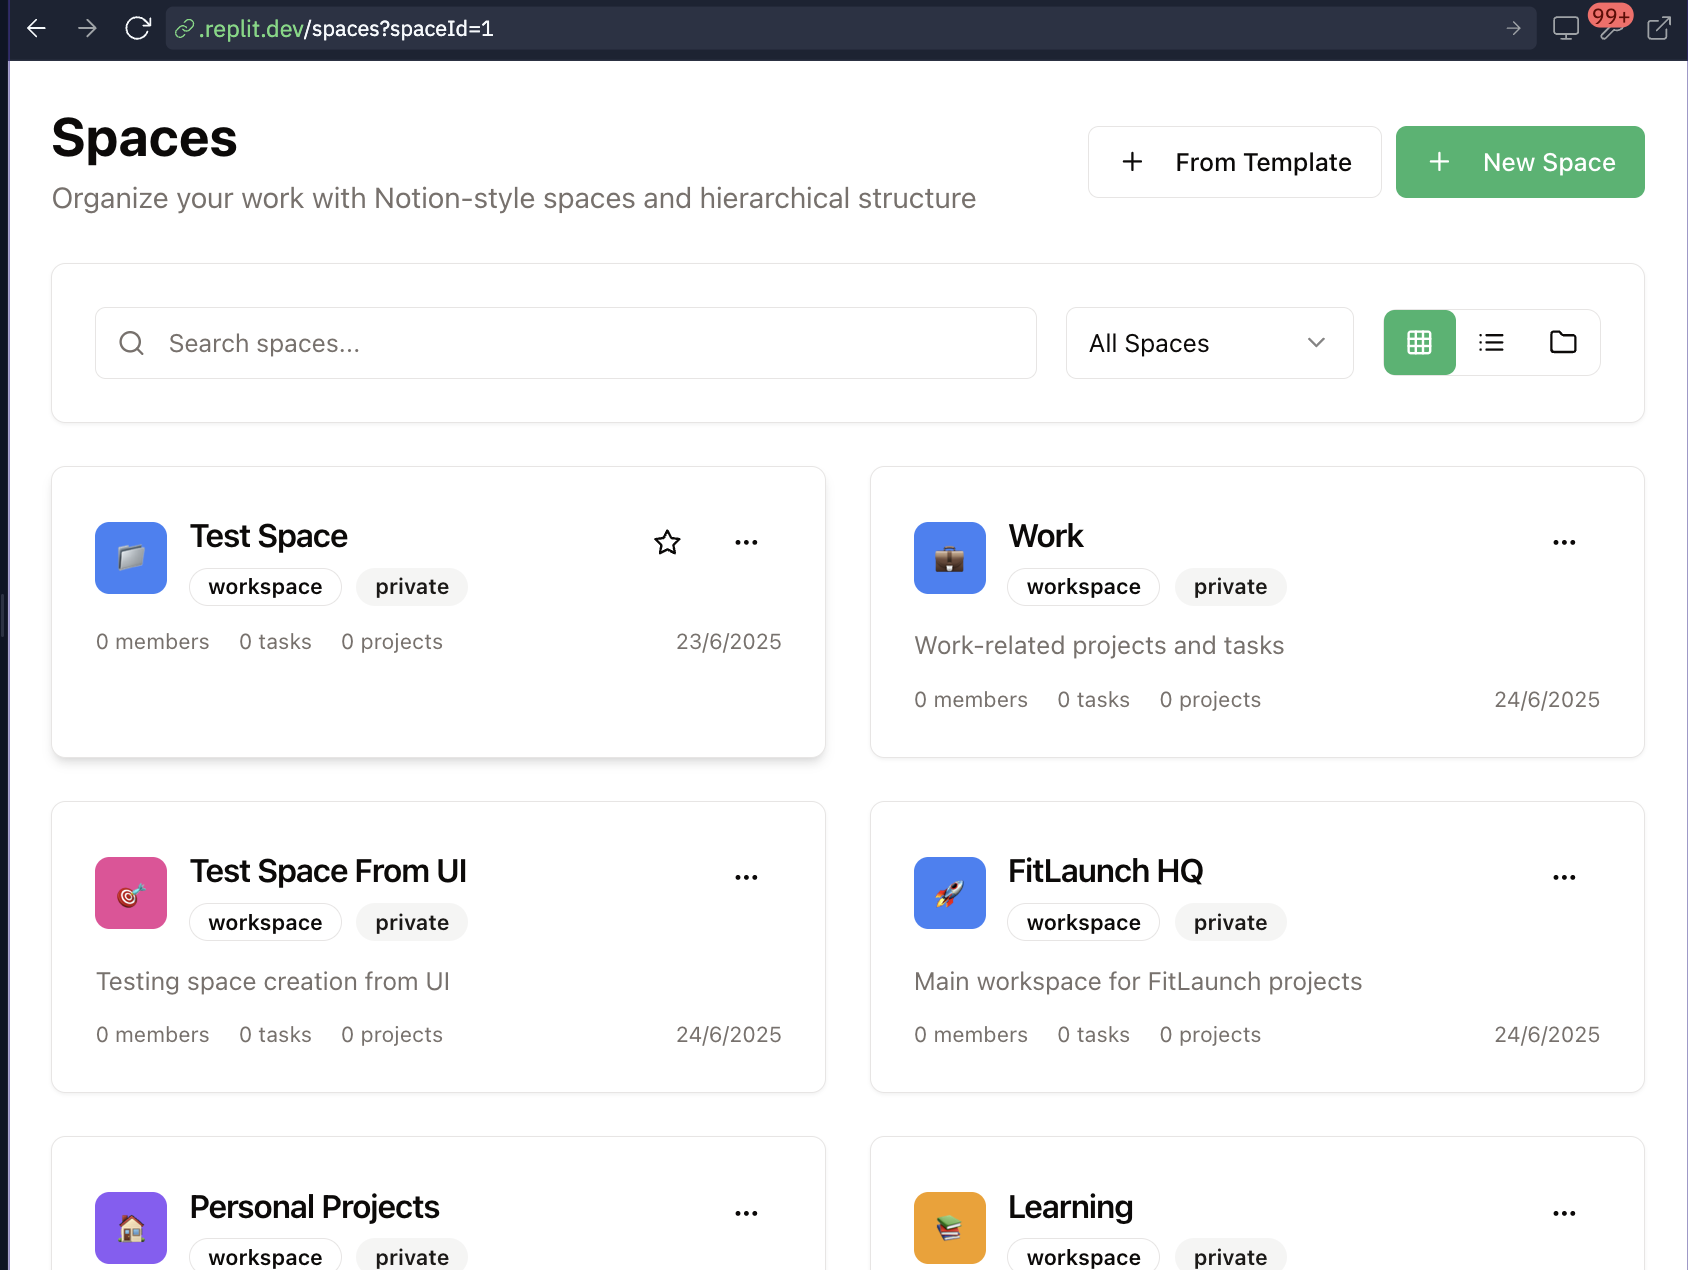 .replit.dev/spaces?spaceId=1
99+
Spaces
Organize your work with Notion-style spaces and hierarchical structure
From Template
New Space
Search spaces...
All Spaces
Test Space
workspace private
0 members 0 tasks 0 projects 23/6/2025
Work
workspace private
Work-related projects and tasks
0 members 0 tasks 0 projects 24/6/2025
Test Space From UI
workspace private
Testing space creation from UI
0 members 0 tasks 0 projects 24/6/2025
FitLaunch HQ
workspace private
Main workspace for FitLaunch projects
0 members 0 tasks 0 projects 24/6/2025
Personal Projects
workspace private
Learning
workspace private